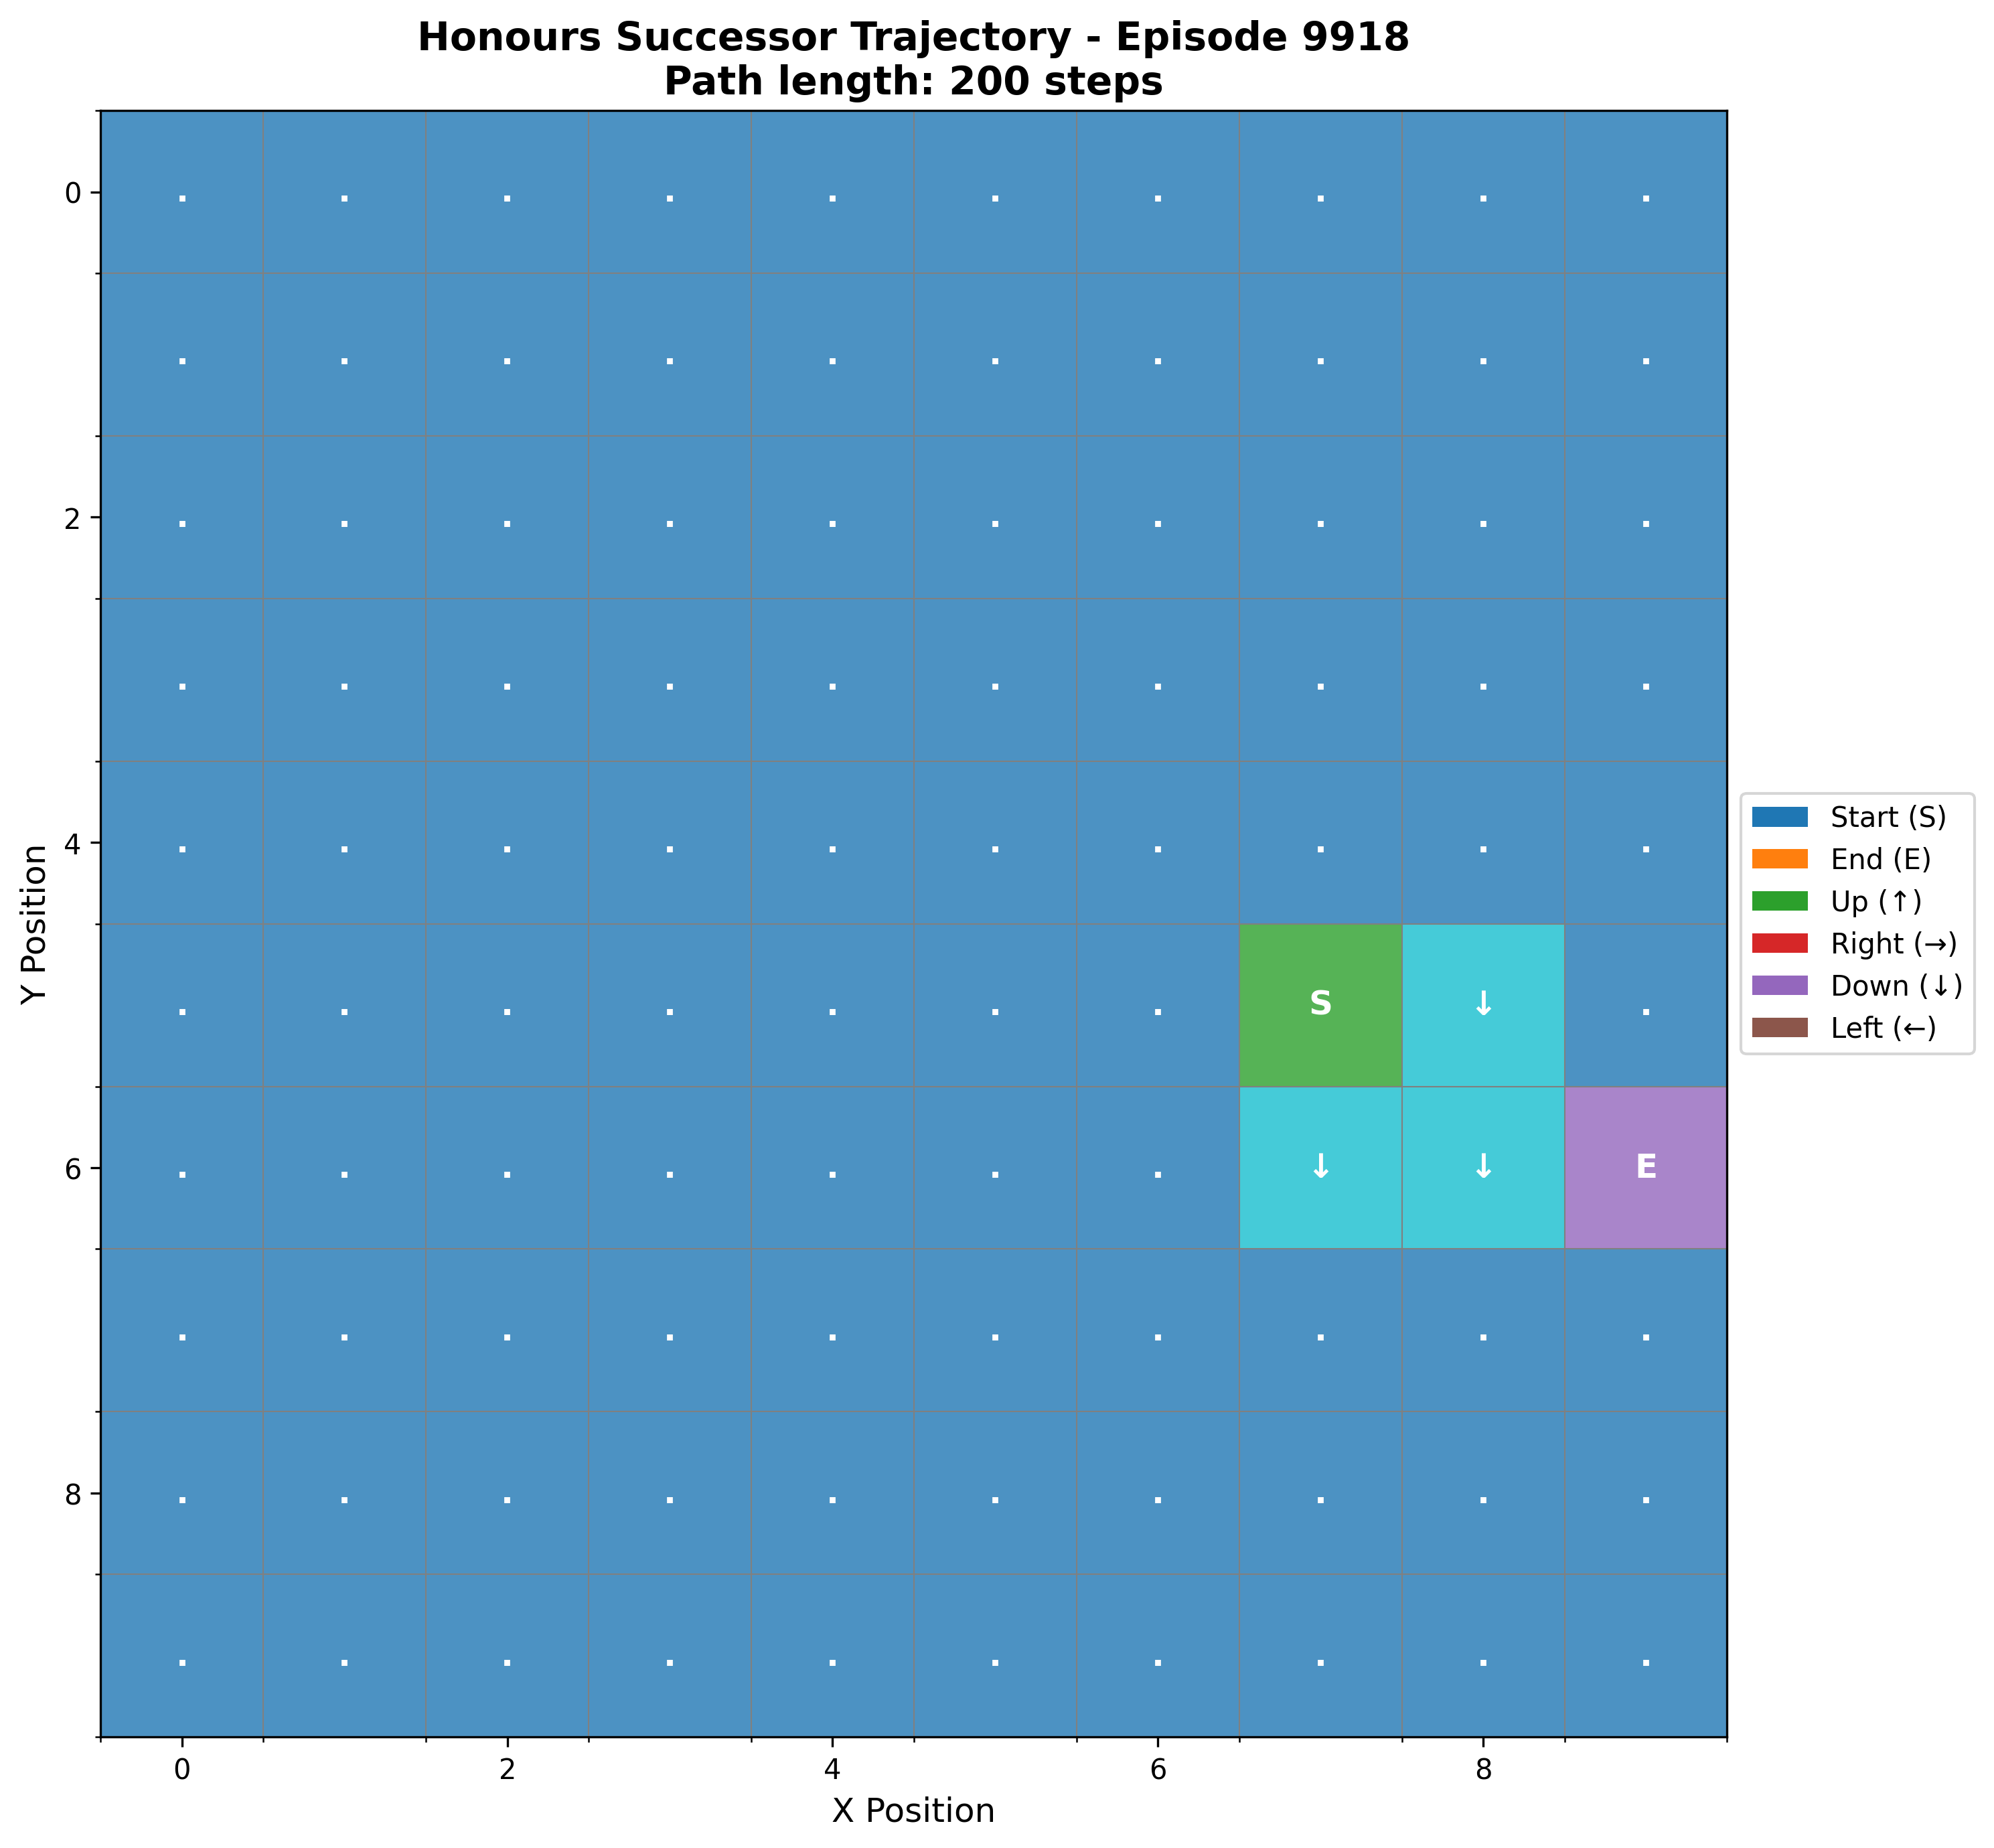 Honours Successor Trajectory - Episode 9918
Path length: 200 steps
Y Position
0
2
4
6
8
S ↓
↓ ↓ E
0 2 4 6 8
X Position
Start (S)
End (E)
Up (↑)
Right (→)
Down (↓)
Left (←)